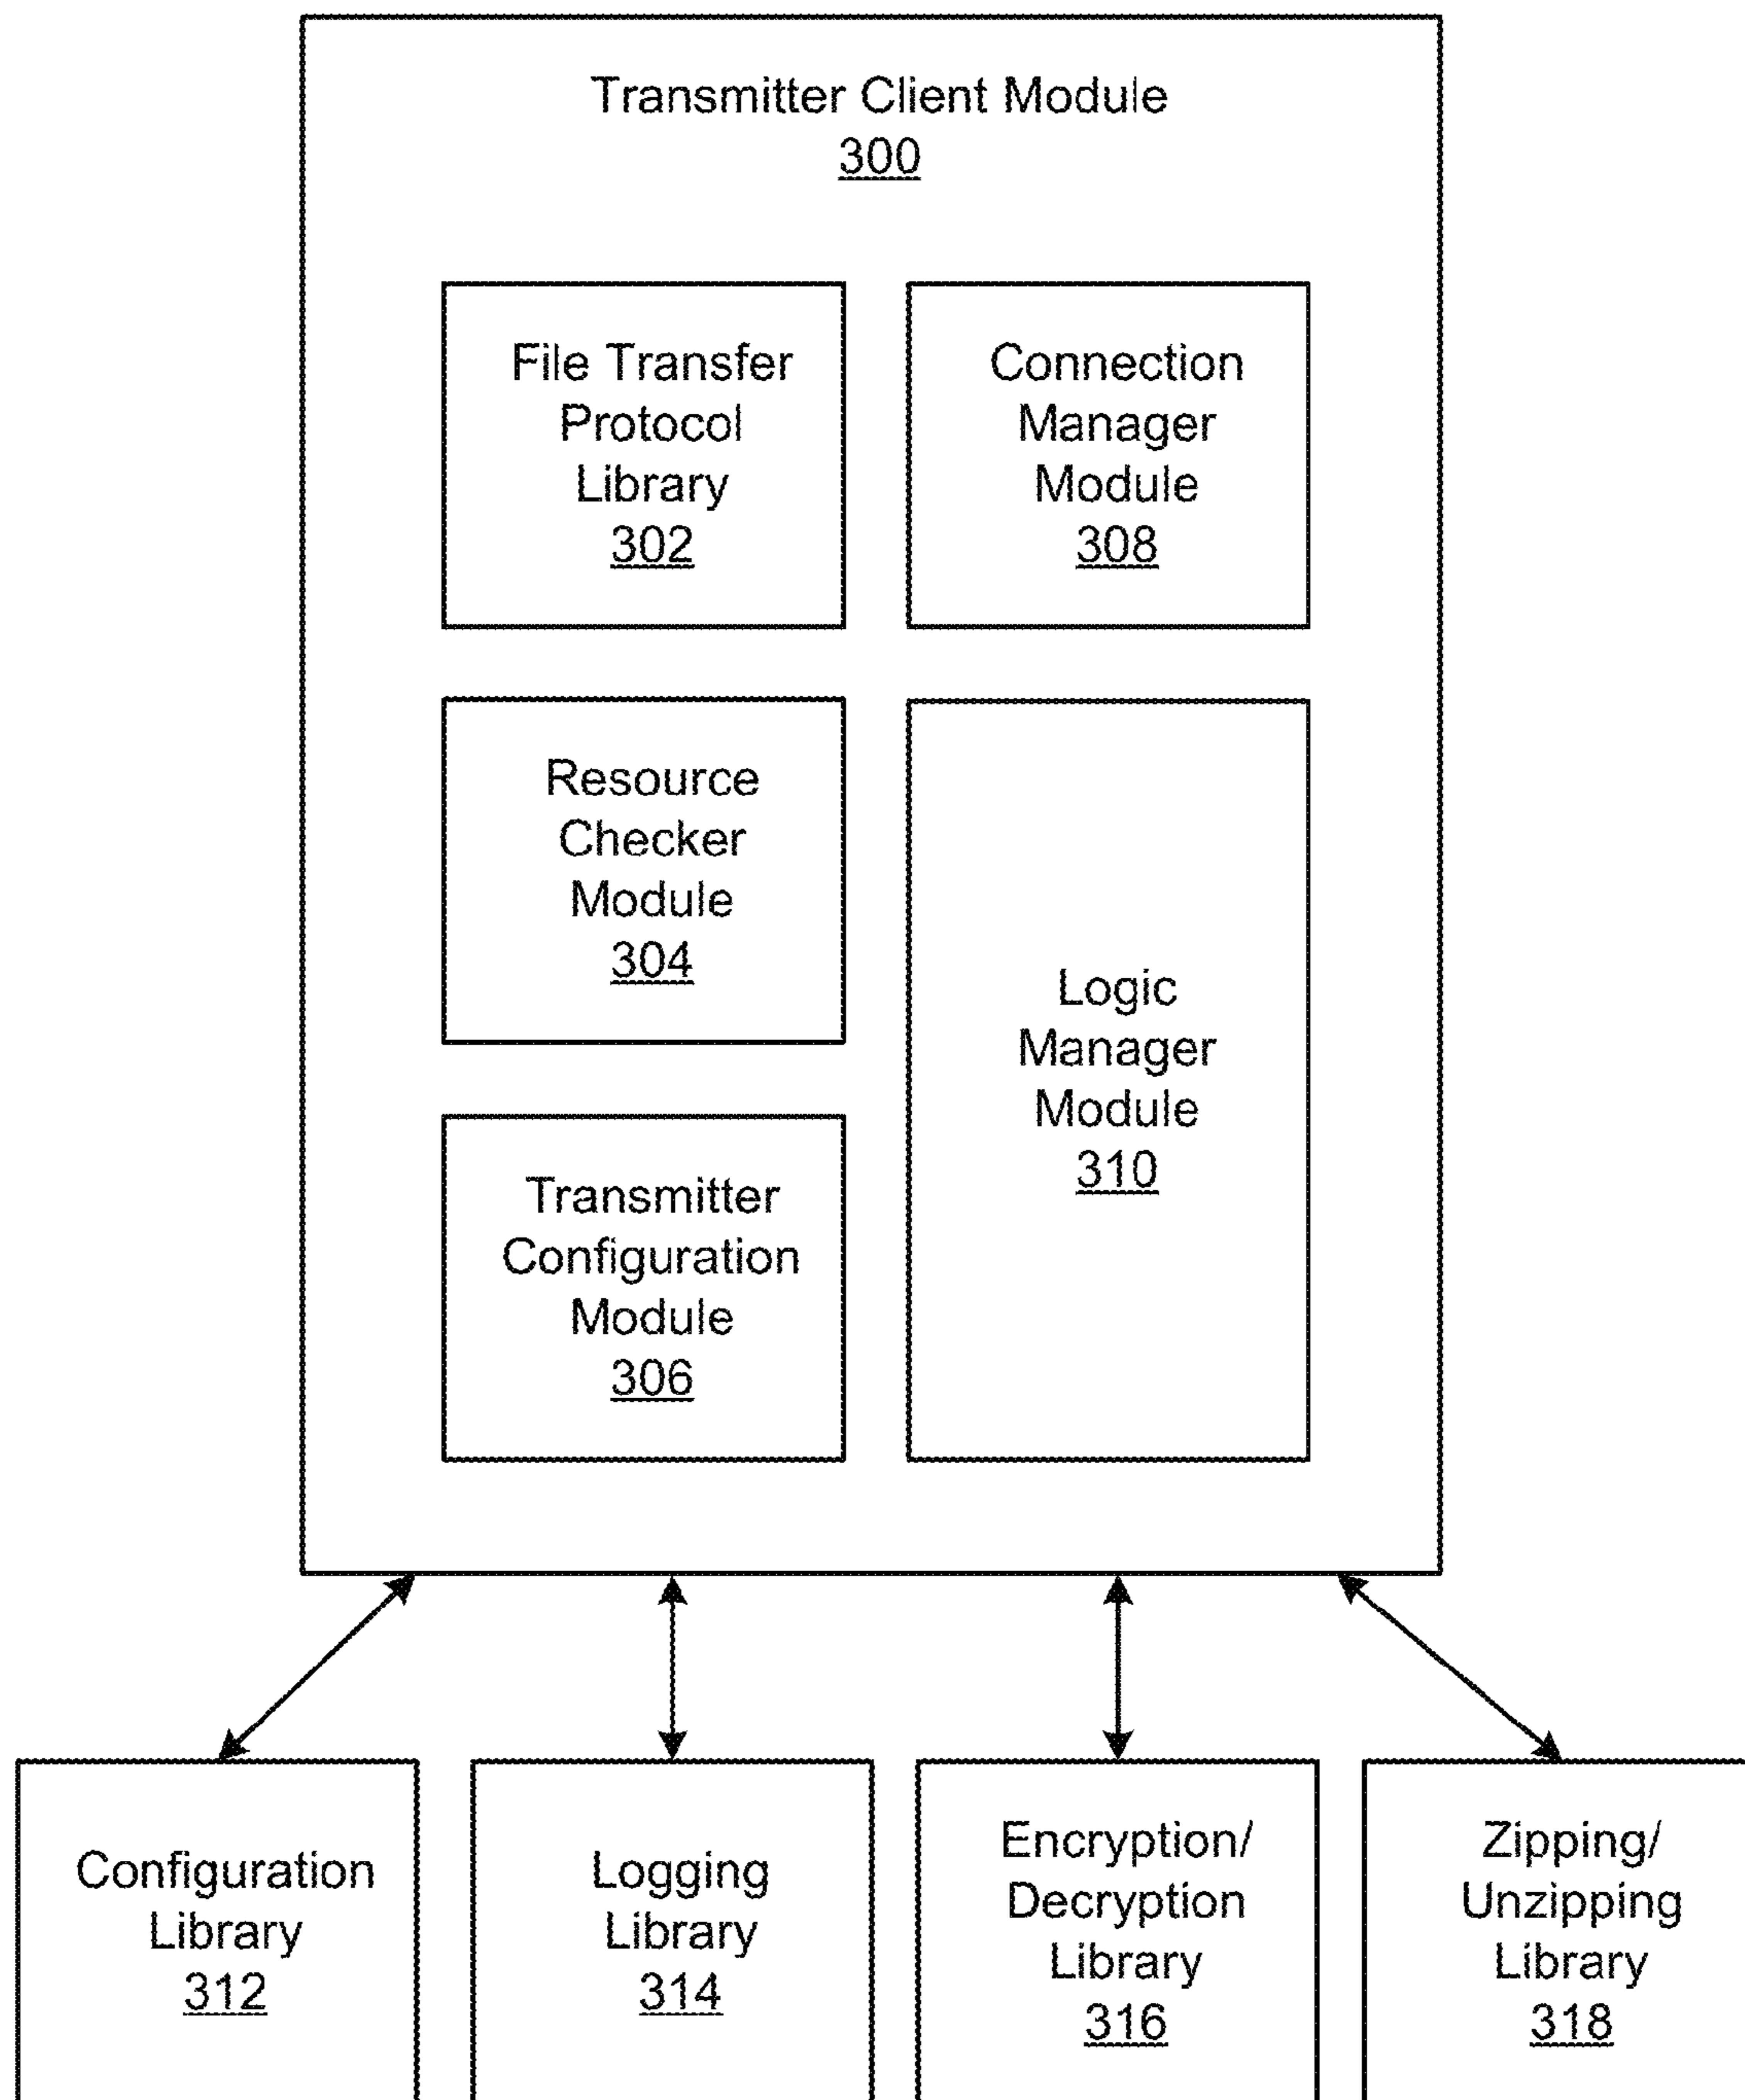 Transmitter Client Module
300
File Transfer
Protocol
Library
302
Connection
Manager
Module
308
Resource
Checker
Module
304
Logic
Manager
Module
310
Transmitter
Configuration
Module
306
Configuration
Library
312
Logging
Library
314
Encryption/
Decryption
Library
316
Zipping/
Unzipping
Library
318